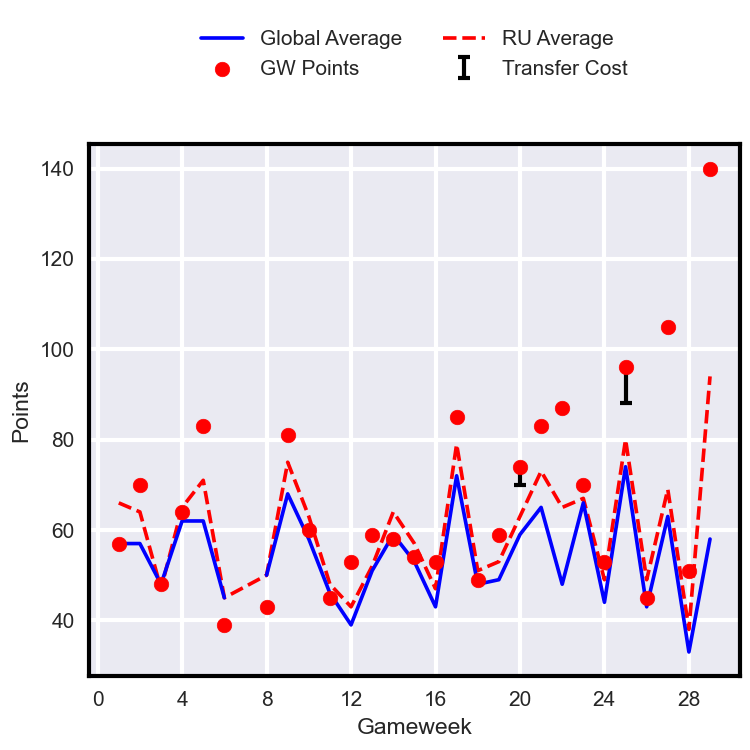 Global Average
RU Average
GW Points
Transfer Cost
140
120
100
80
60
40
Points
0 4 8 12 16 20 24 28
Gameweek